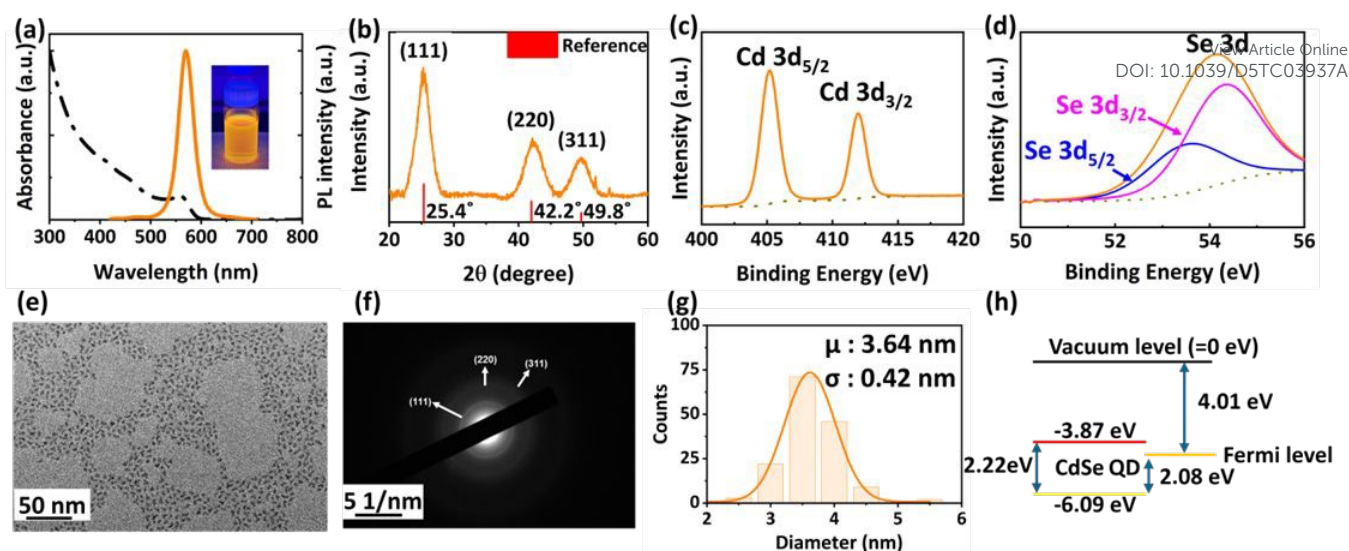 (a)
Absorbance (a.u.)
PL intensity (a.u.)
300 400 500 600 700 800
Wavelength (nm)
(b)
Intensity (a.u.)
Reference
(111)
(220)
(311)
25.4° 42.2° 49.8°
20 30 40 50 60
2θ (degree)
(c)
Intensity (a.u.)
Cd 3d5/2
Cd 3d3/2
400 405 410 415 420
Binding Energy (eV)
(d)
Intensity (a.u.)
Se 3d
View Article Online
DOI: 10.1039/D5TC03937A
Se 3d3/2
Se 3d5/2
50 52 54 56
Binding Energy (eV)
(e)
50 nm
(f)
(220)
(311)
(111)
5 1/nm
(g)
Counts
100
75
50
25
0
μ : 3.64 nm
σ : 0.42 nm
2 3 4 5 6
Diameter (nm)
(h)
Vacuum level (=0 eV)
4.01 eV
-3.87 eV
Fermi level
2.22eV
CdSe QD
2.08 eV
-6.09 eV